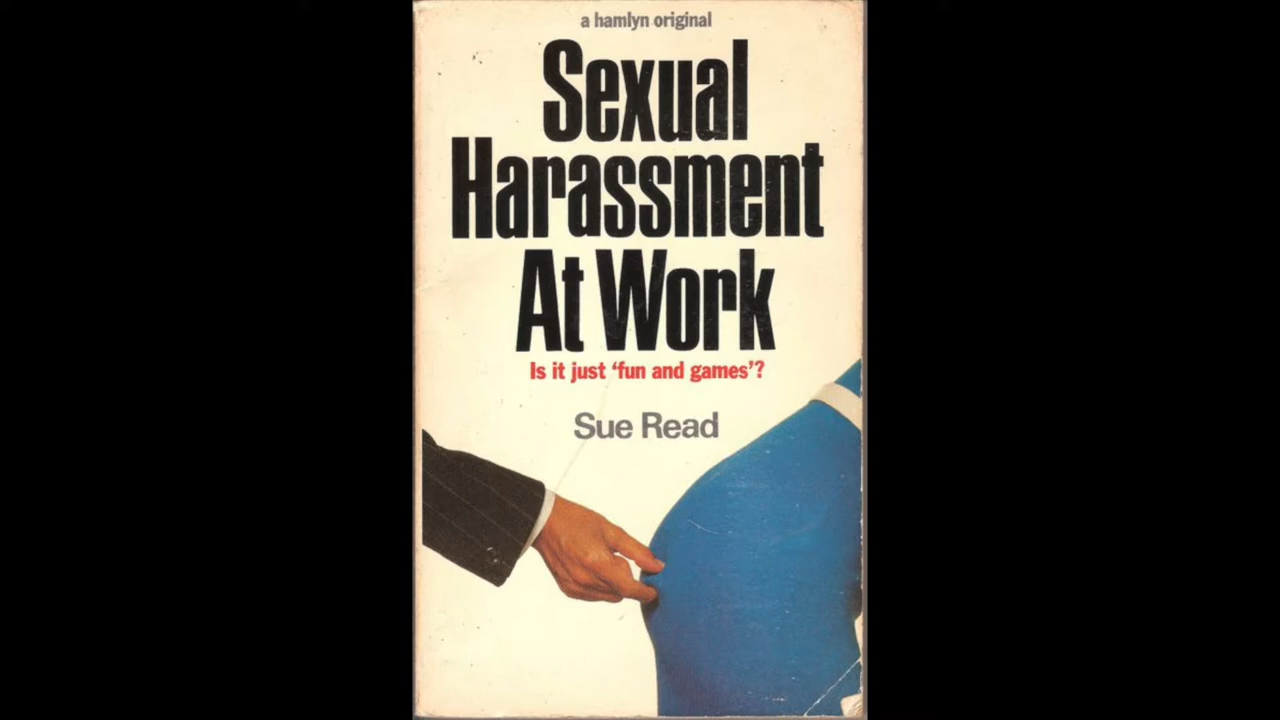 a hamlyn original
Sexual
Harassment
At Work
Is it just ‘fun and games’?
Sue Read